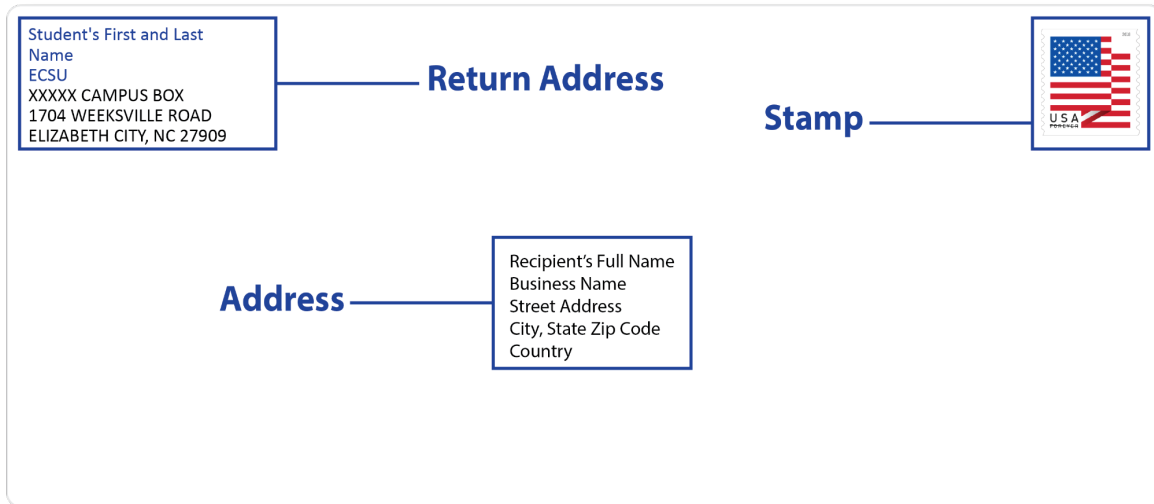 Student's First and Last
Name
ECSU
XXXXX CAMPUS BOX
1704 WEEKSVILLE ROAD
ELIZABETH CITY, NC 27909
Return Address
Stamp
USA
FOREVER
Address
Recipient's Full Name
Business Name
Street Address
City, State Zip Code
Country